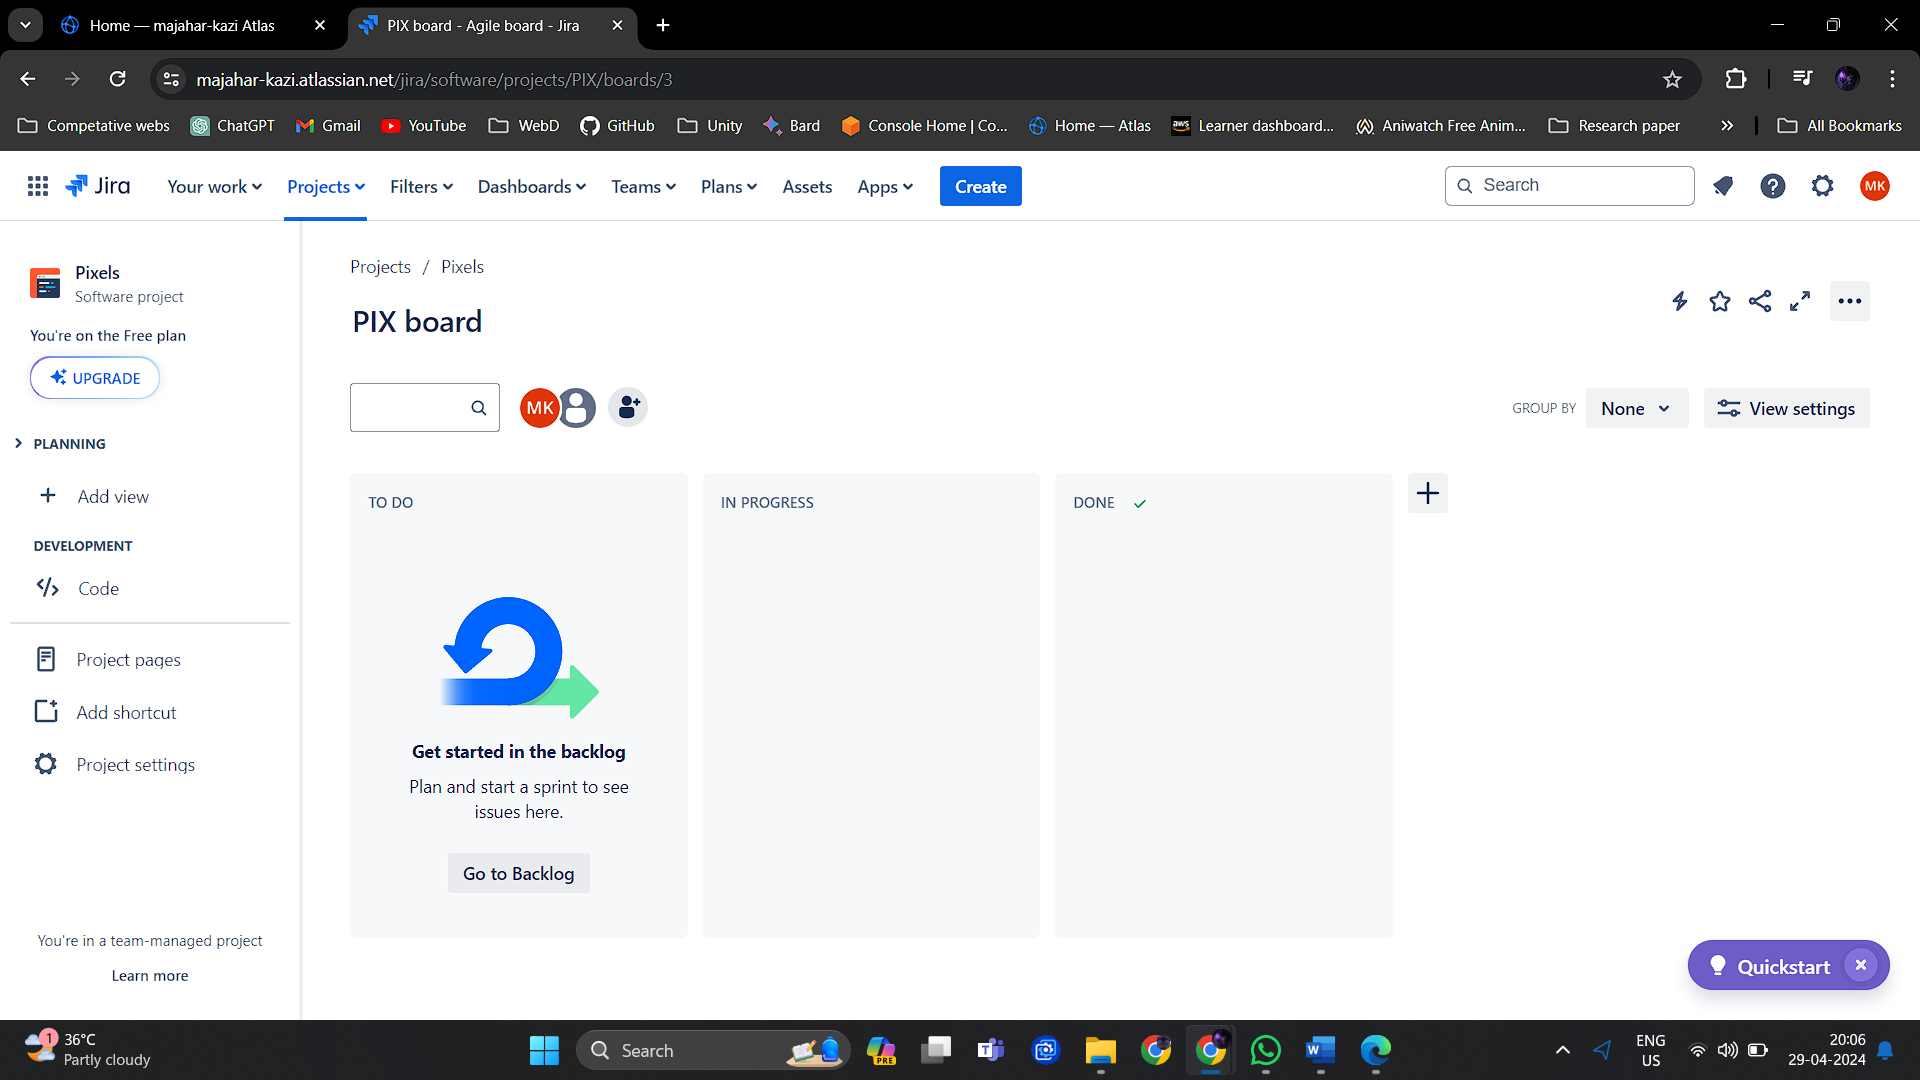 Home — majahar-kazi Atlas
PIX board - Agile board - Jira
majahar-kazi.atlassian.net/jira/software/projects/PIX/boards/3
Competative webs
ChatGPT
Gmail
YouTube
WebD
GitHub
Unity
Bard
Console Home | Co...
Home — Atlas
aws
Learner dashboard...
Aniwatch Free Anim...
Research paper
All Bookmarks
Jira
Your work
Projects
Filters
Dashboards
Teams
Plans
Assets
Apps
Create
Search
MK
Pixels
Software project
You're on the Free plan
UPGRADE
PLANNING
Add view
DEVELOPMENT
Code
Project pages
Add shortcut
Project settings
You're in a team-managed project
Learn more
Projects / Pixels
PIX board
MK
GROUP BY
None
View settings
TO DO
IN PROGRESS
DONE
Get started in the backlog
Plan and start a sprint to see
issues here.
Go to Backlog
Quickstart
1
36°C
Partly cloudy
Search
PRE
T
W
ENG
US
20:06
29-04-2024